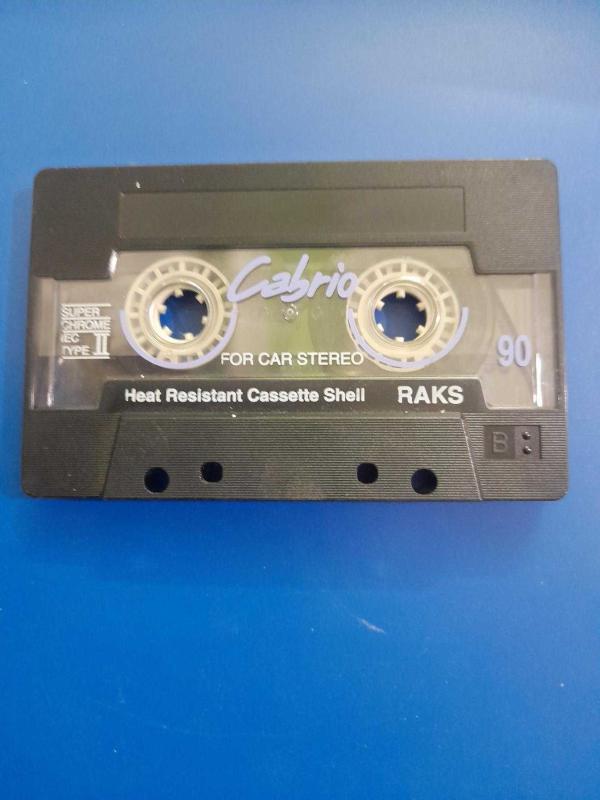 Cabrio
SUPER
CHROME
IEC
TYPE II
FOR CAR STEREO
90
Heat Resistant Cassette Shell RAKS
B